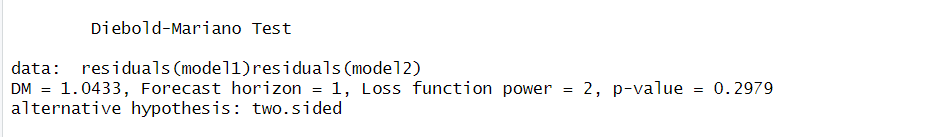 Diebold-Mariano Test
data:  residuals(model1)residuals(model2)
DM = 1.0433, Forecast horizon = 1, Loss function power = 2, p-value = 0.2979
alternative hypothesis: two.sided